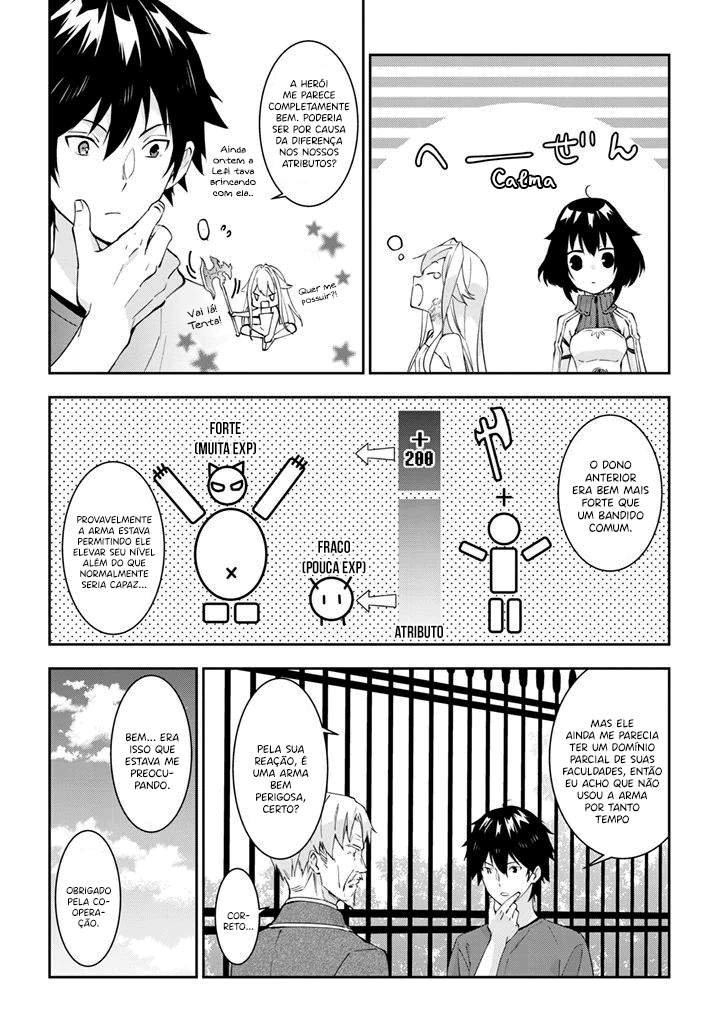 へーぜん
Calma
A HERÓI
ME PARECE
COMPLETAMENTE
BEM. PODERIA
SER POR CAUSA
DA DIFERENÇA
NOS NOSSOS
ATRIBUTOS?
Ainda
ontem a
Lefi tava
brincando
com ela..
Quer me
possuir?!
Vai lá!
Tenta!
O DONO
ANTERIOR
ERA BEM MAIS
FORTE QUE
UM BANDIDO
COMUM.
+
200
+
ATRIBUTO
FORTE
(MUITA EXP)
FRACO
(POUCA EXP)
PROVAVELMENTE
A ARMA ESTAVA
PERMITINDO ELE
ELEVAR SEU NÍVEL
ALÉM DO QUE
NORMALMENTE
SERIA CAPAZ...
MAS ELE
AINDA ME PARECIA
TER UM DOMÍNIO
PARCIAL DE SUAS
FACULDADES, ENTÃO
EU ACHO QUE NÃO
USOU A ARMA
POR TANTO
TEMPO
PELA SUA
REAÇÃO, É
UMA ARMA
BEM
PERIGOSA,
CERTO?
COR-
RETO...
BEM... ERA
ISSO QUE
ESTAVA ME
PREOCU-
PANDO.
OBRIGADO
PELA CO-
OPERA-
ÇÃO.